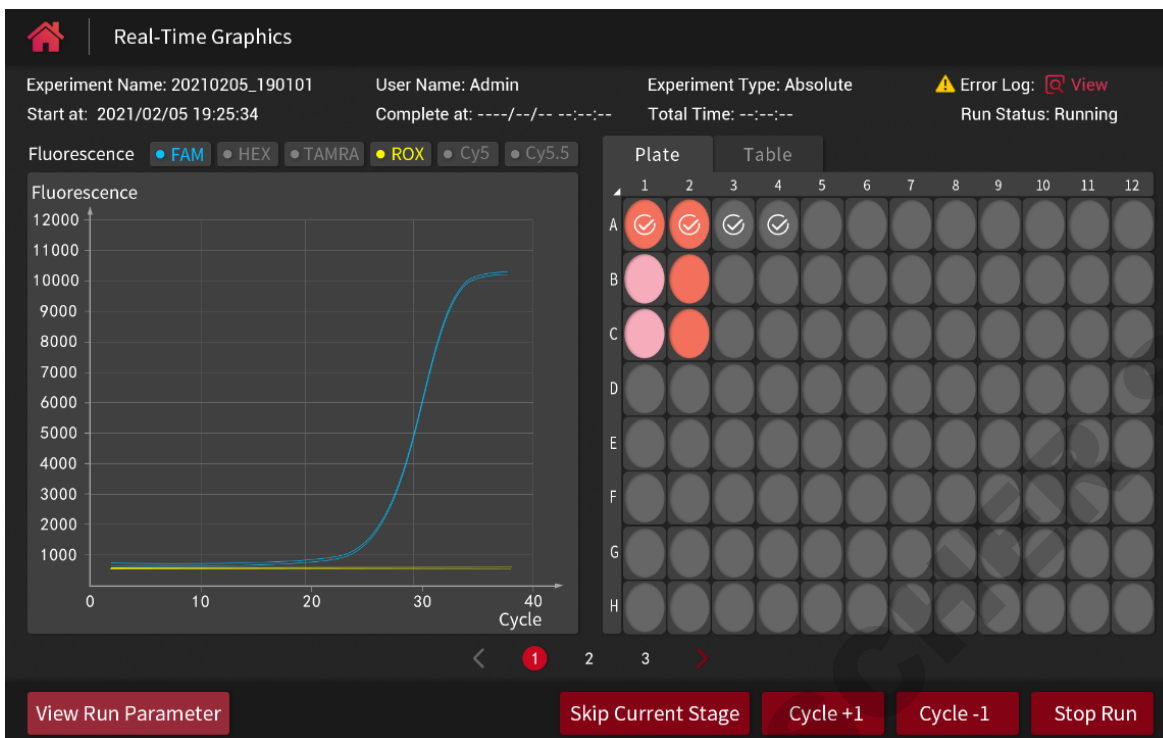 Real-Time Graphics
Experiment Name: 20210205_190101 User Name: Admin Experiment Type: Absolute Error Log: View
Start at: 2021/02/05 19:25:34 Complete at: ----/--/-- --:--:-- Total Time: --:--:-- Run Status: Running
Fluorescence FAM HEX TAMRA ROX Cy5 Cy5.5
Plate Table
Fluorescence
12000
11000
10000
9000
8000
7000
6000
5000
4000
3000
2000
1000
0 10 20 30 40
Cycle
1 2 3 4 5 6 7 8 9 10 11 12
A
B
C
D
E
F
G
H
1 2 3
View Run Parameter Skip Current Stage Cycle +1 Cycle -1 Stop Run